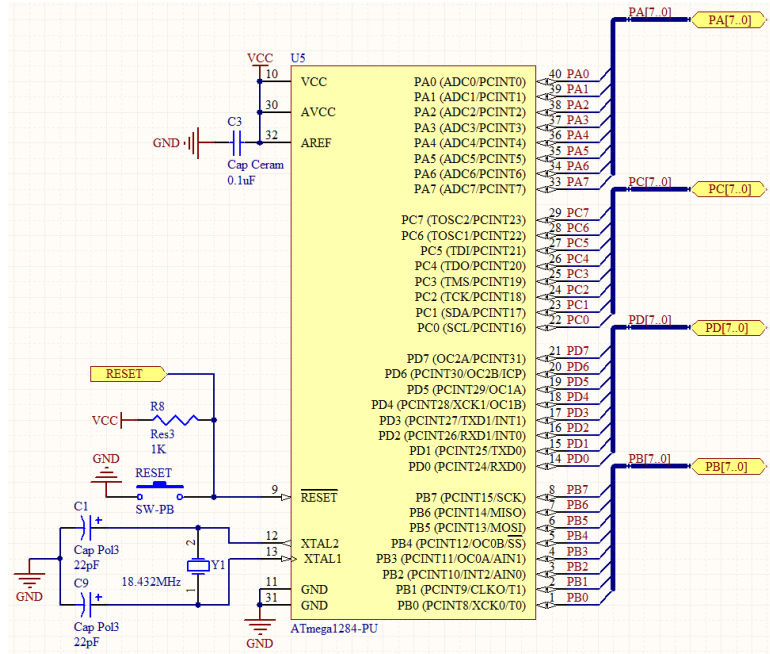 PA[7..0]
PA[7..0]
VCC
U5
10 VCC
PA0 (ADC0/PCINT0) 40 PA0
PA1 (ADC1/PCINT1) 39 PA1
30 AVCC
PA2 (ADC2/PCINT2) 38 PA2
C3
PA3 (ADC3/PCINT3) 37 PA3
GND
32 AREF
PA4 (ADC4/PCINT4) 36 PA4
PA5 (ADC5/PCINT5) 35 PA5
Cap Ceram
PA6 (ADC6/PCINT6) 34 PA6
0.1uF
PA7 (ADC7/PCINT7) 33 PA7
PC[7..0]
PC[7..0]
PC7 (TOSC2/PCINT23) 29 PC7
PC6 (TOSC1/PCINT22) 28 PC6
PC5 (TDI/PCINT21) 27 PC5
PC4 (TDO/PCINT20) 26 PC4
PC3 (TMS/PCINT19) 25 PC3
PC2 (TCK/PCINT18) 24 PC2
PC1 (SDA/PCINT17) 23 PC1
PC0 (SCL/PCINT16) 22 PC0
PD[7..0]
PD[7..0]
PD7 (OC2A/PCINT31) 21 PD7
RESET
PD6 (PCINT30/OC2B/ICP) 20 PD6
PD5 (PCINT29/OC1A) 19 PD5
R8
PD4 (PCINT28/XCK1/OC1B) 18 PD4
VCC
PD3 (PCINT27/TXD1/INT1) 17 PD3
Res3
PD2 (PCINT26/RXD1/INT0) 16 PD2
1K
PD1 (PCINT25/TXD0) 15 PD1
GND
PD0 (PCINT24/RXD0) 14 PD0
PB[7..0]
PB[7..0]
RESET
9 RESET
PB7 (PCINT15/SCK) 8 PB7
SW-PB
PB6 (PCINT14/MISO) 7 PB6
C1
PB5 (PCINT13/MOSI) 6 PB5
12 XTAL2
PB4 (PCINT12/OC0B/SS) 5 PB4
Cap Pol3
2
13 XTAL1
PB3 (PCINT11/OC0A/AIN1) 4 PB3
22pF
Y1
PB2 (PCINT10/INT2/AIN0) 3 PB2
18.432MHz
1
11 GND
PB1 (PCINT9/CLKO/T1) 2 PB1
GND
C9
31 GND
PB0 (PCINT8/XCK0/T0) 1 PB0
Cap Pol3
22pF
GND
ATmega1284-PU